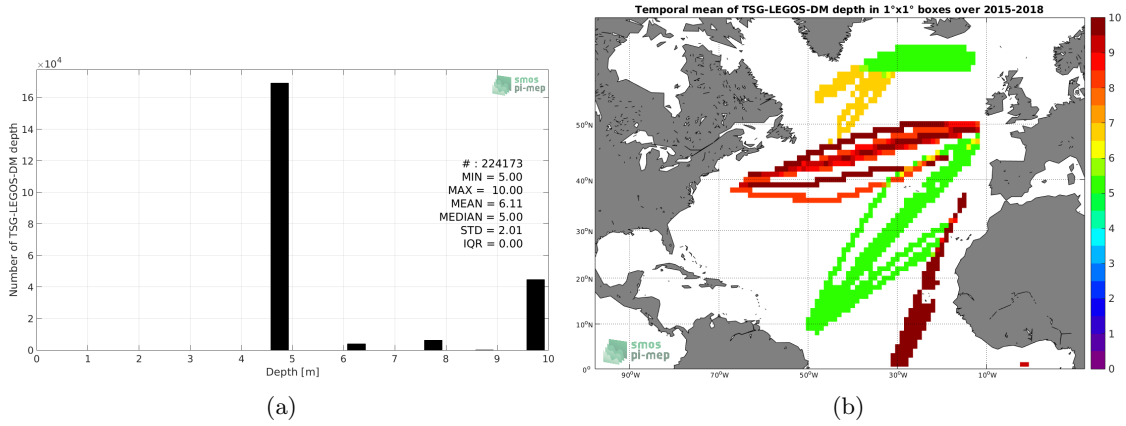 ×10⁴
16
14
12
10
8
6
4
2
0
Number of TSG-LEGOS-DM depth
smos
pi-mep
# : 224173
MIN = 5.00
MAX = 10.00
MEAN = 6.11
MEDIAN = 5.00
STD = 2.01
IQR = 0.00
0 1 2 3 4 5 6 7 8 9 10
Depth [m]
(a)
Temporal mean of TSG-LEGOS-DM depth in 1°x1° boxes over 2015-2018
50°N
40°N
30°N
20°N
10°N
0°
90°W 70°W 50°W 30°W 10°W
smos
pi-mep
10
9
8
7
6
5
4
3
2
1
0
(b)